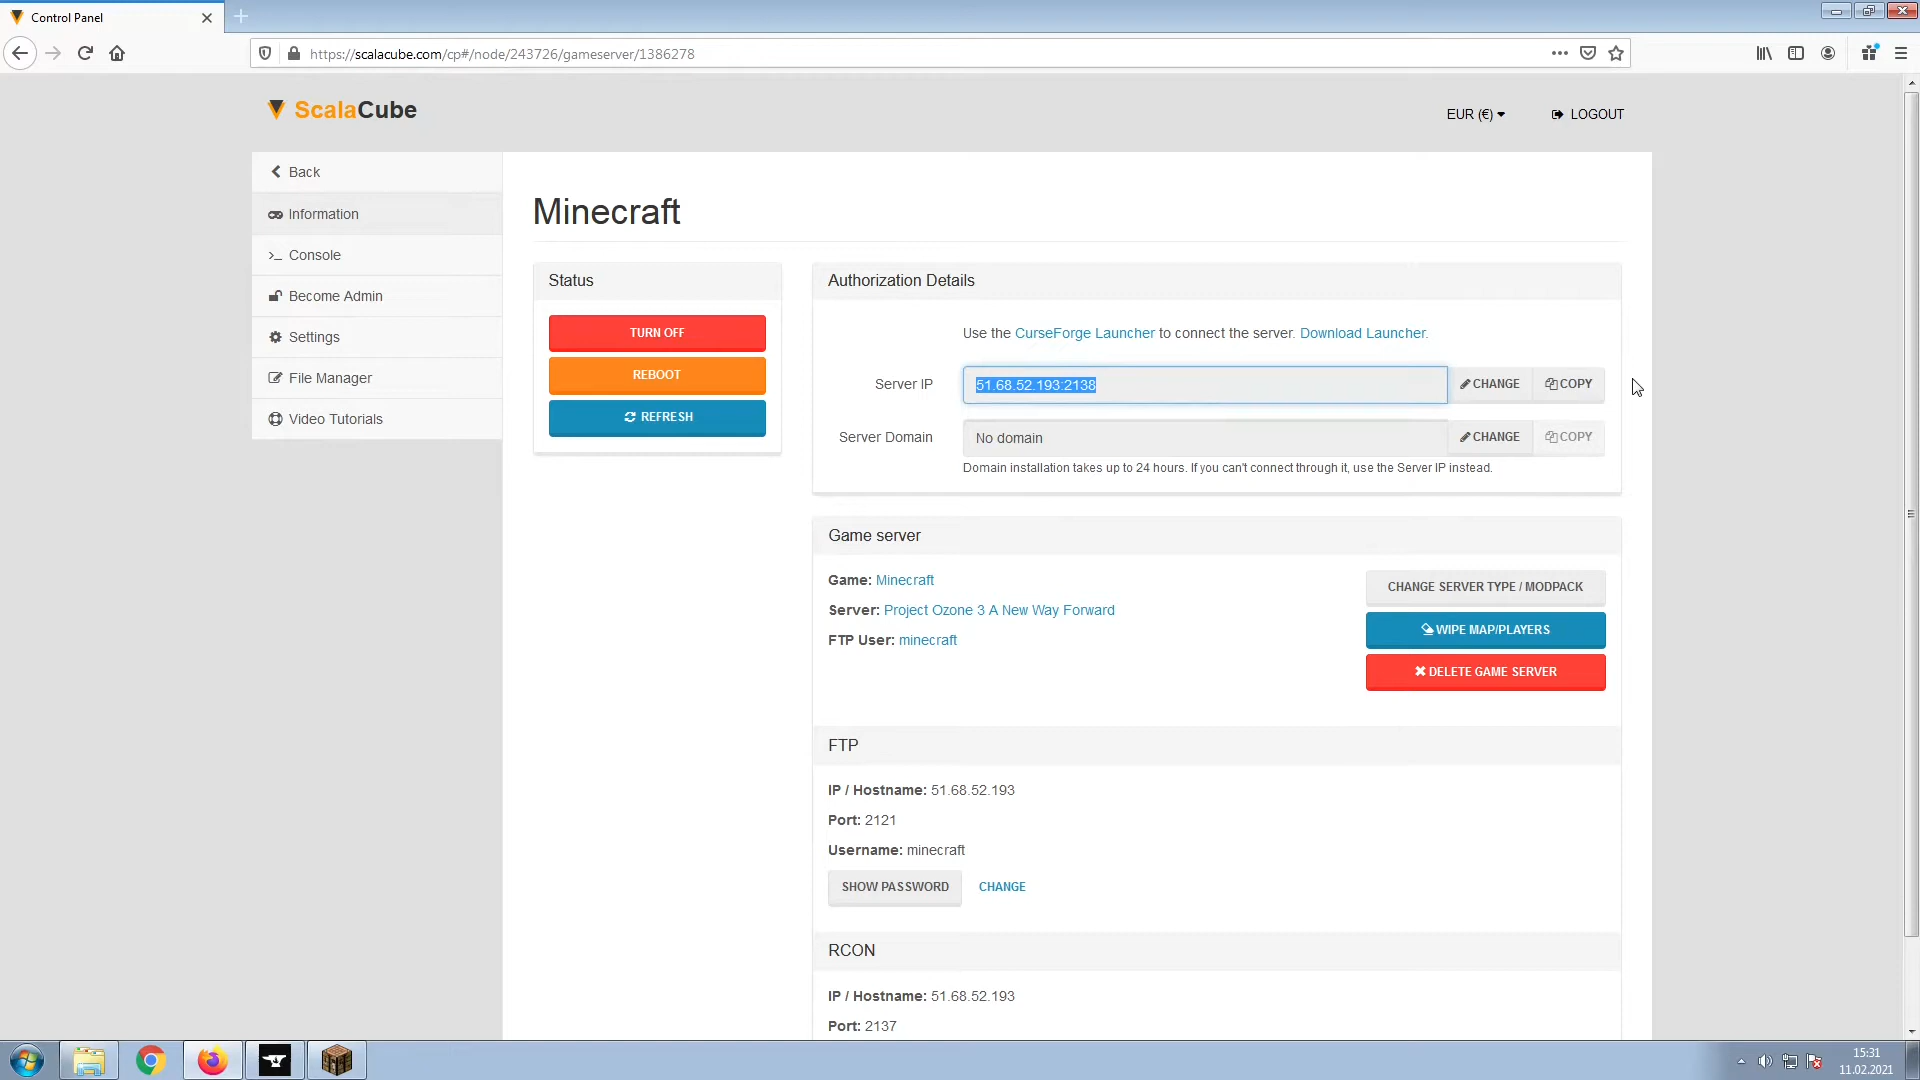 Control Panel
https://scalacube.com/cp#/node/243726/gameserver/1386278
ScalaCube
EUR (€)
LOGOUT
Back
Information
Console
Become Admin
Settings
File Manager
Video Tutorials
Minecraft
Status
TURN OFF
REBOOT
REFRESH
Authorization Details
Use the CurseForge Launcher to connect the server. Download Launcher.
Server IP
51.68.52.193:2138
CHANGE
COPY
Server Domain
No domain
CHANGE
COPY
Domain installation takes up to 24 hours. If you can't connect through it, use the Server IP instead.
Game server
Game: Minecraft
Server: Project Ozone 3 A New Way Forward
FTP User: minecraft
CHANGE SERVER TYPE / MODPACK
WIPE MAP/PLAYERS
DELETE GAME SERVER
FTP
IP / Hostname: 51.68.52.193
Port: 2121
Username: minecraft
SHOW PASSWORD
CHANGE
RCON
IP / Hostname: 51.68.52.193
Port: 2137
15:31
11.02.2021